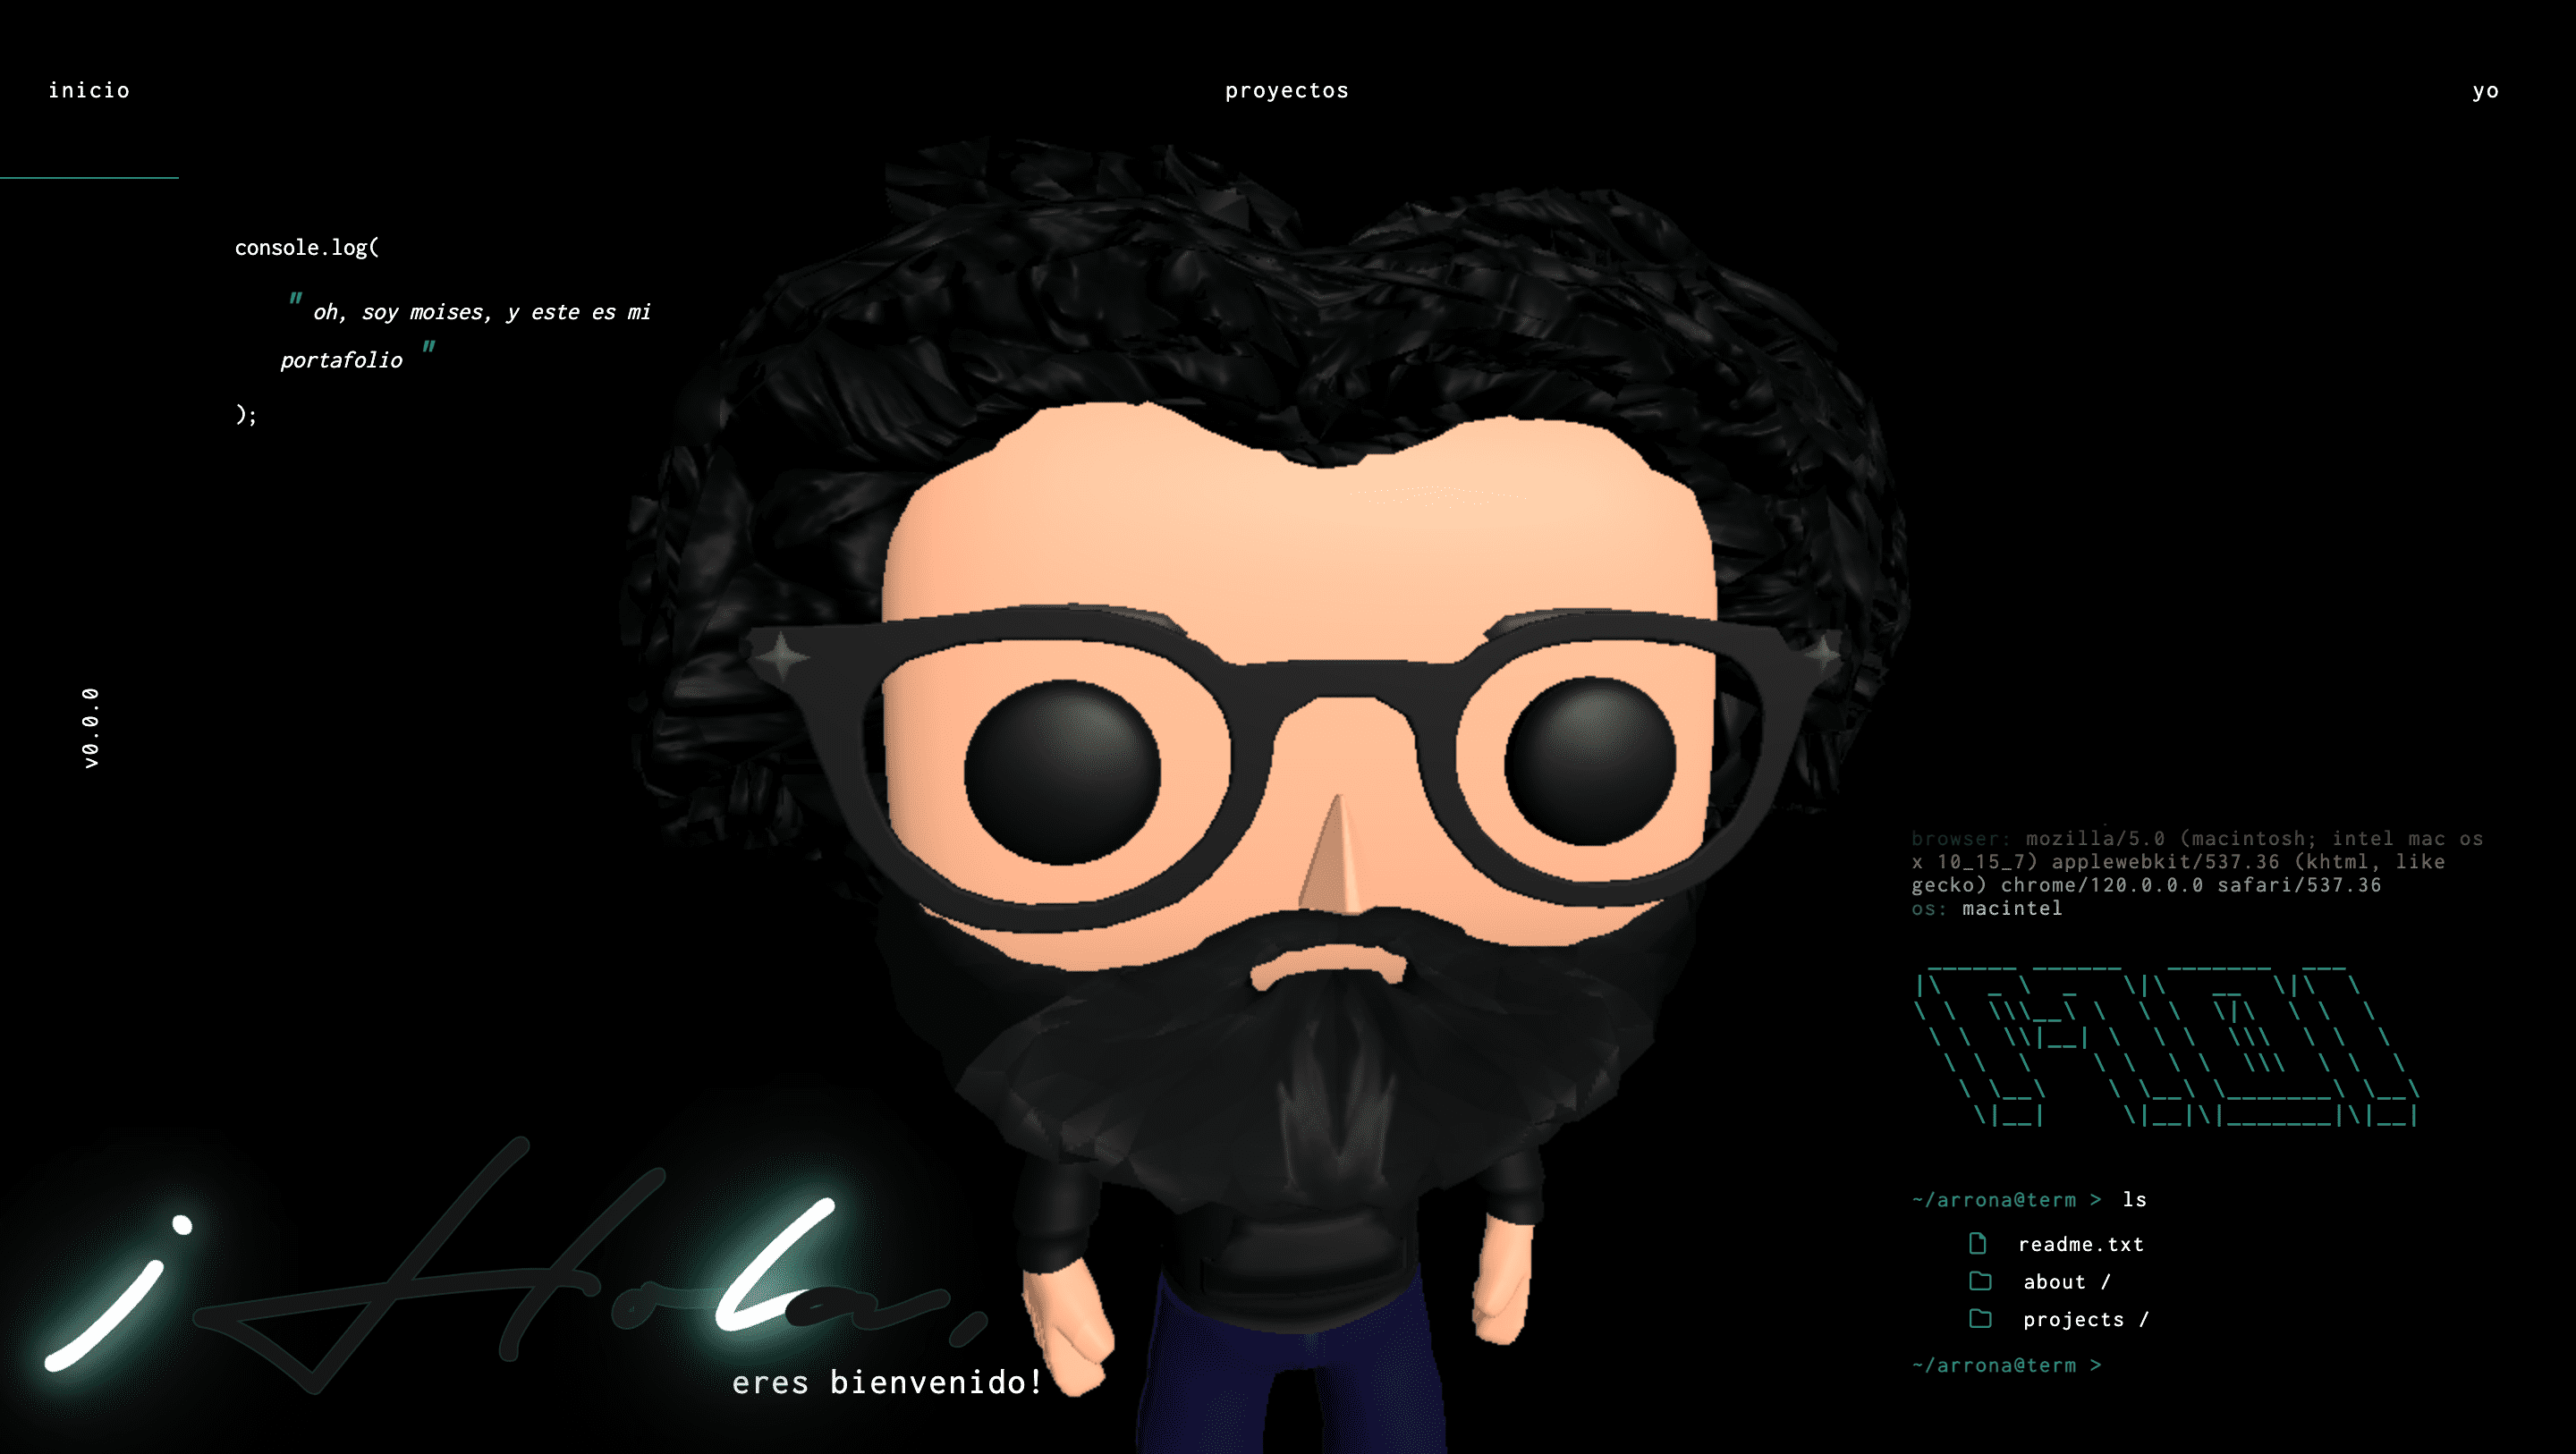 inicio
proyectos
yo
console.log(
" oh, soy moises, y este es mi
portafolio "
);
v0.0.0
browser: mozilla/5.0 (macintosh; intel mac os
x 10_15_7) applewebkit/537.36 (khtml, like
gecko) chrome/120.0.0.0 safari/537.36
os: macintel
~/arrona@term > ls
readme.txt
about /
projects /
~/arrona@term >
¡Hola,
eres bienvenido!